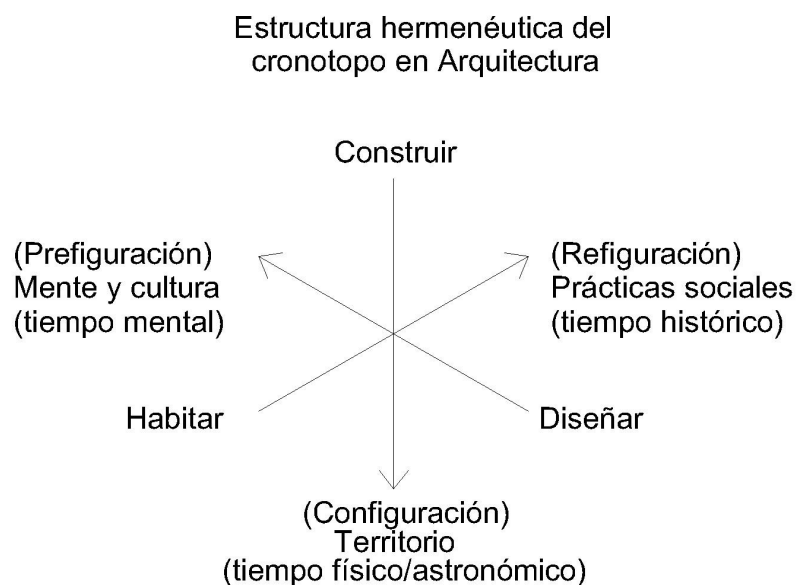 Estructura hermenéutica del
cronotopo en Arquitectura
Construir
(Prefiguración)
Mente y cultura
(tiempo mental)
(Refiguración)
Prácticas sociales
(tiempo histórico)
Habitar
Diseñar
(Configuración)
Territorio
(tiempo físico/astronómico)